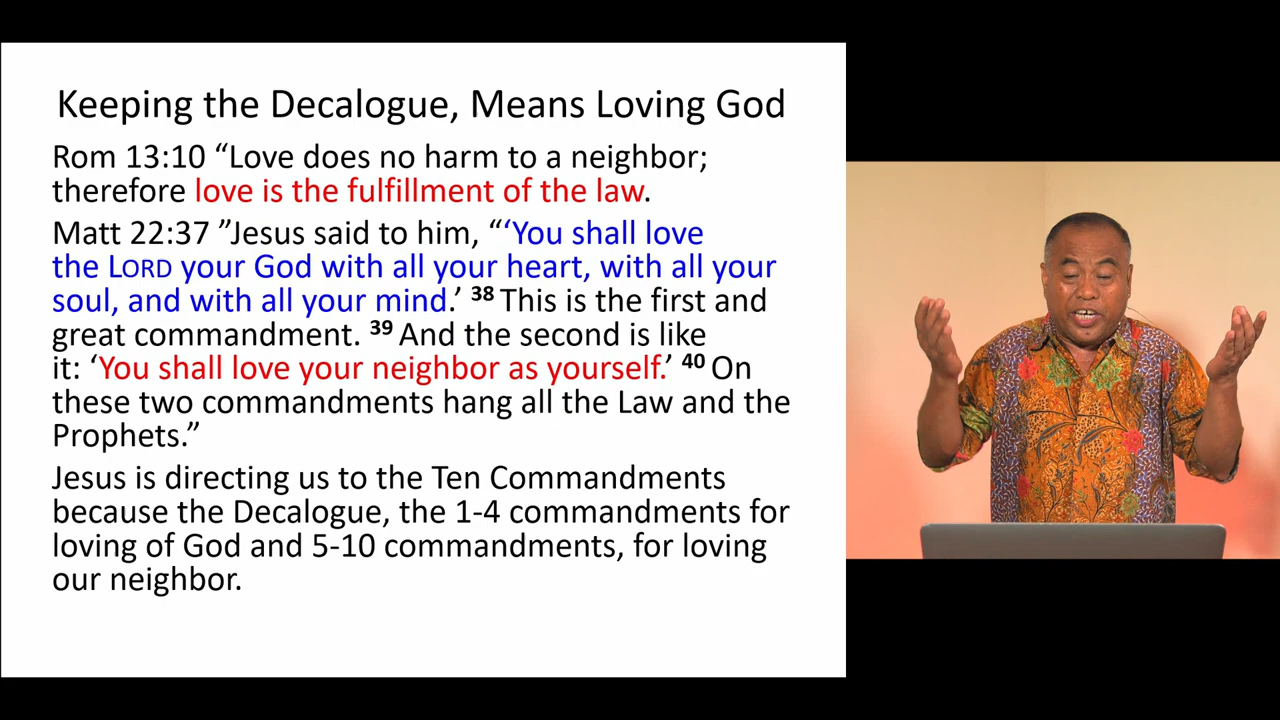 Keeping the Decalogue, Means Loving God
Rom 13:10 “Love does no harm to a neighbor;
therefore love is the fulfillment of the law.
Matt 22:37 ”Jesus said to him, “‘You shall love
the LORD your God with all your heart, with all your
soul, and with all your mind.’ 38 This is the first and
great commandment. 39 And the second is like
it: ‘You shall love your neighbor as yourself.’ 40 On
these two commandments hang all the Law and the
Prophets.”
Jesus is directing us to the Ten Commandments
because the Decalogue, the 1-4 commandments for
loving of God and 5-10 commandments, for loving
our neighbor.